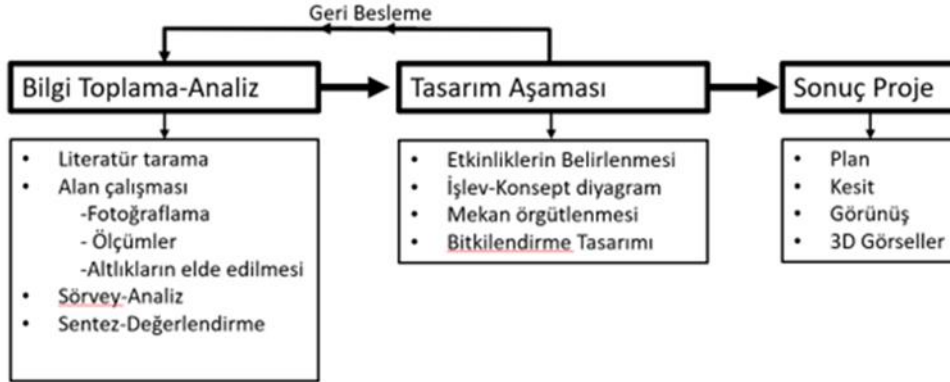 Geri Besleme
Bilgi Toplama-Analiz
Tasarım Aşaması
Sonuç Proje
• Literatür tarama
• Alan çalışması
-Fotoğraflama
- Ölçümler
-Altlıkların elde edilmesi
• Sörvey-Analiz
• Sentez-Değerlendirme
• Etkinliklerin Belirlenmesi
• İşlev-Konsept diyagram
• Mekan örgütlenmesi
• Bitkilendirme Tasarımı
• Plan
• Kesit
• Görünüş
• 3D Görseller